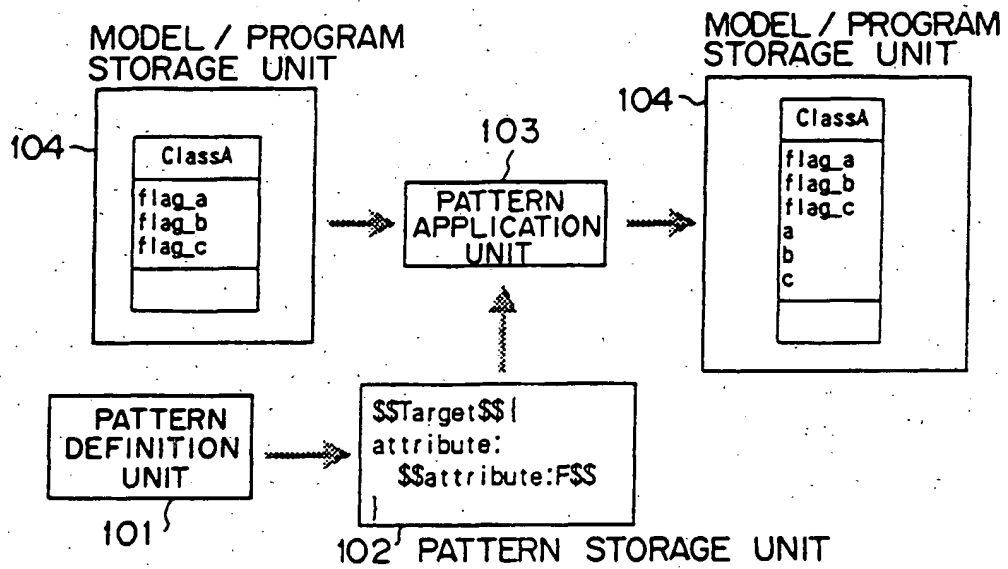 MODEL / PROGRAM
STORAGE UNIT
104
ClassA
flag_a
flag_b
flag_c
103
PATTERN
APPLICATION
UNIT
MODEL / PROGRAM
STORAGE UNIT
104
ClassA
flag_a
flag_b
flag_c
a
b
c
PATTERN
DEFINITION
UNIT
101
$$Target$${
attribute:
$$attribute:F$$
}
102 PATTERN STORAGE UNIT